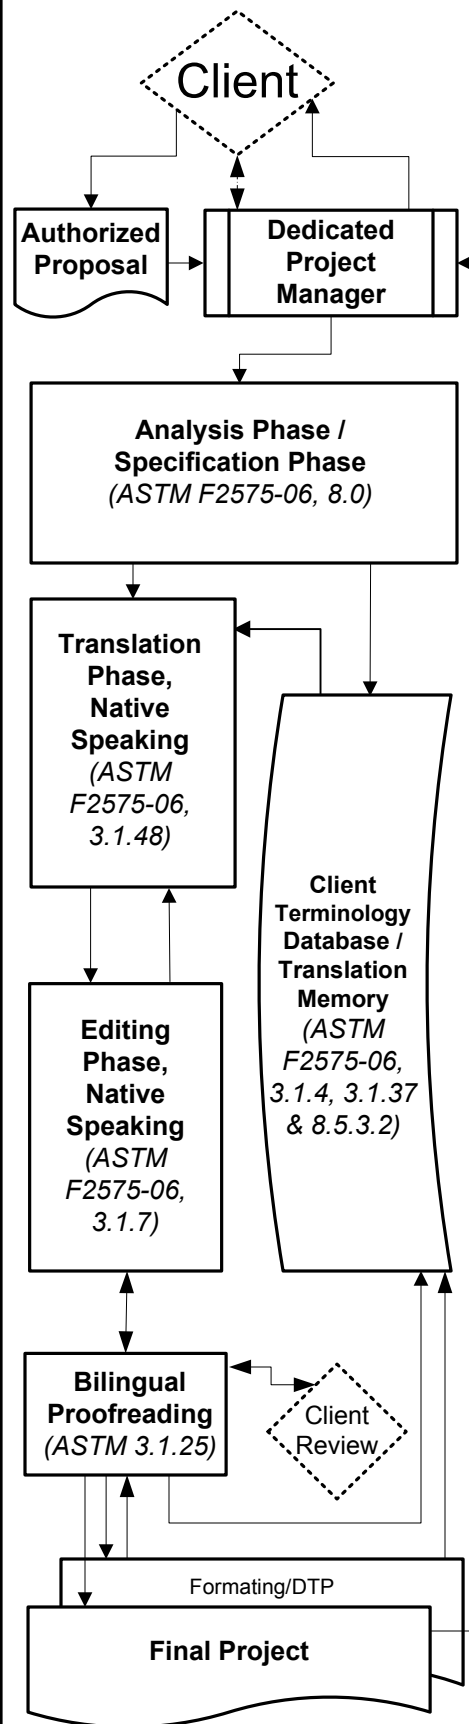 Client
Authorized
Proposal
Dedicated
Project
Manager
Analysis Phase /
Specification Phase
(ASTM F2575-06, 8.0)
Translation
Phase,
Native
Speaking
(ASTM
F2575-06,
3.1.48)
Client
Terminology
Database /
Translation
Memory
(ASTM
F2575-06,
3.1.4, 3.1.37
& 8.5.3.2)
Editing
Phase,
Native
Speaking
(ASTM
F2575-06,
3.1.7)
Bilingual
Proofreading
(ASTM 3.1.25)
Client
Review
Formating/DTP
Final Project